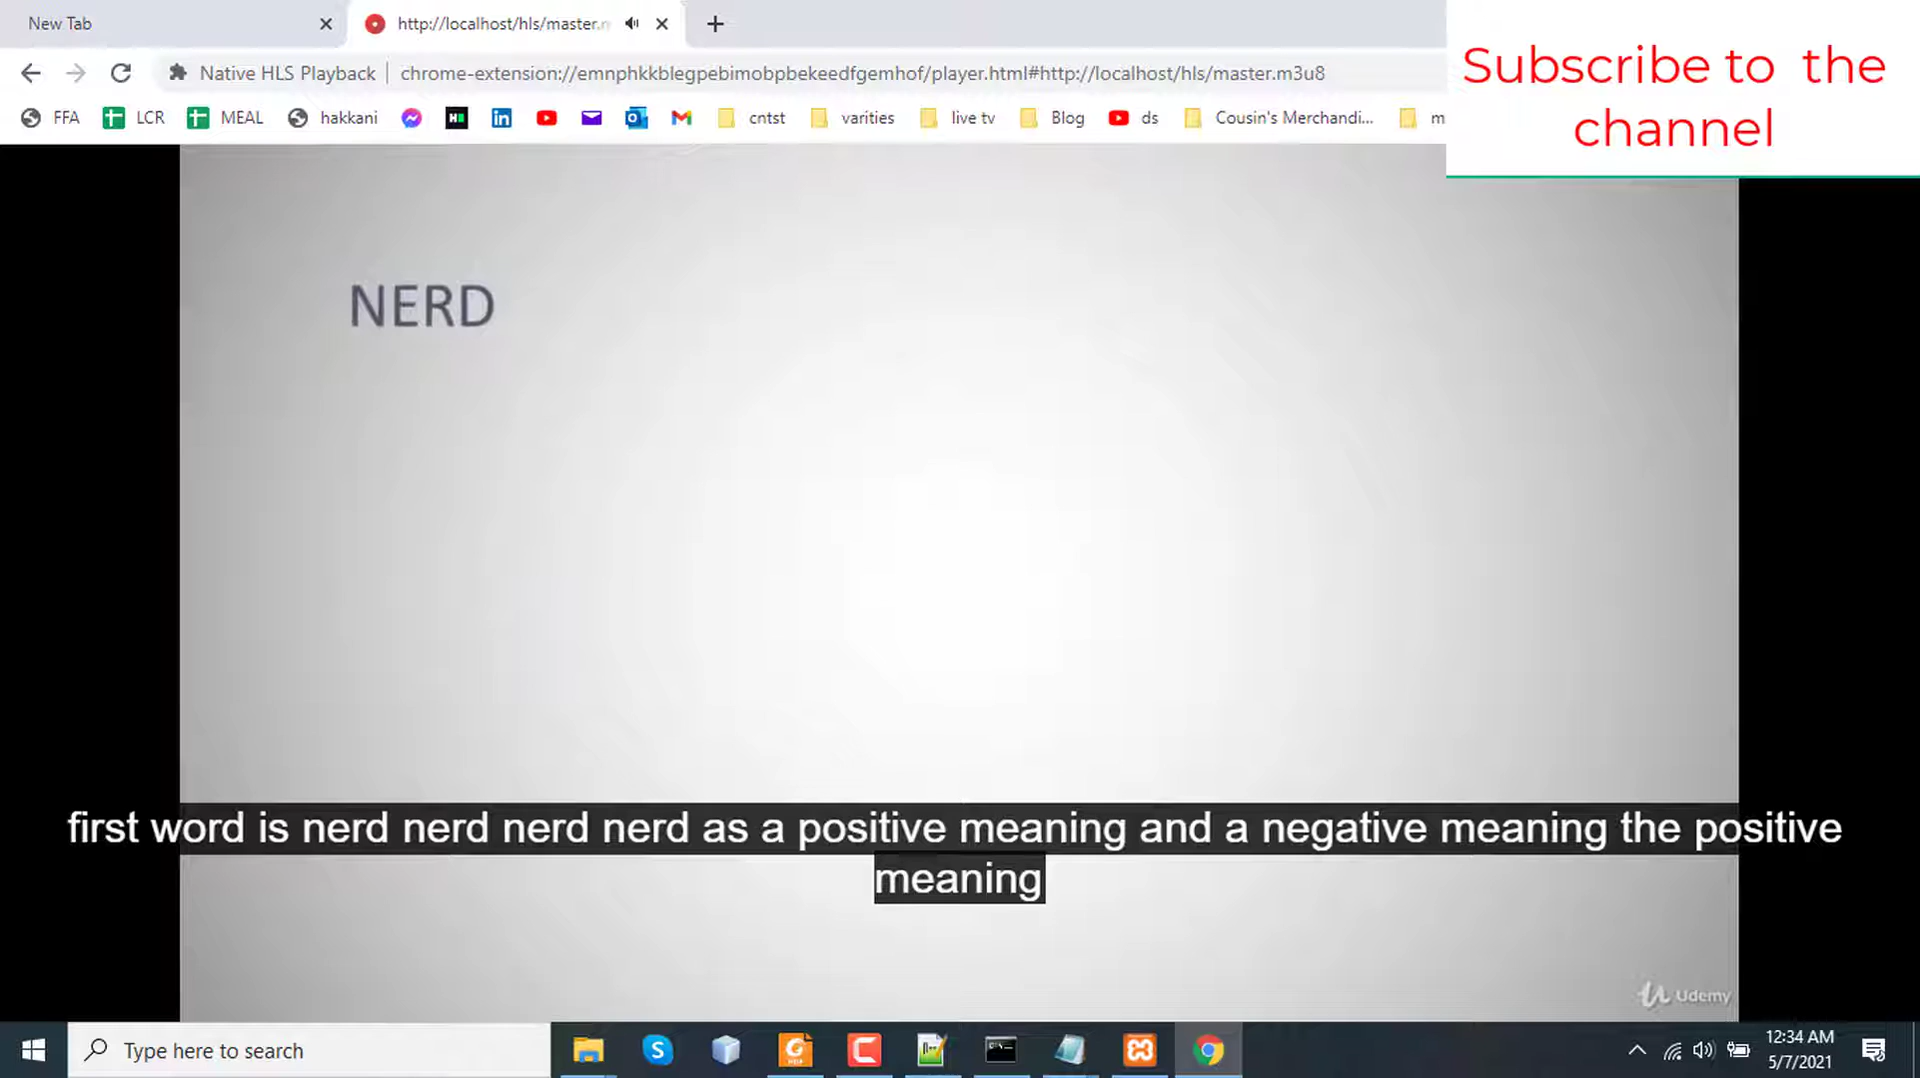 New Tab
http://localhost/hls/master.
Subscribe to the
channel
Native HLS Playback
chrome-extension://emnphkkblegpebimobpbekeedfgemhof/player.html#http://localhost/hls/master.m3u8
FFA LCR MEAL hakkani cntst varities live tv Blog ds Cousin's Merchandi... m
NERD
first word is nerd nerd nerd nerd as a positive meaning and a negative meaning the positive
meaning
Udemy
Type here to search
12:34 AM
5/7/2021